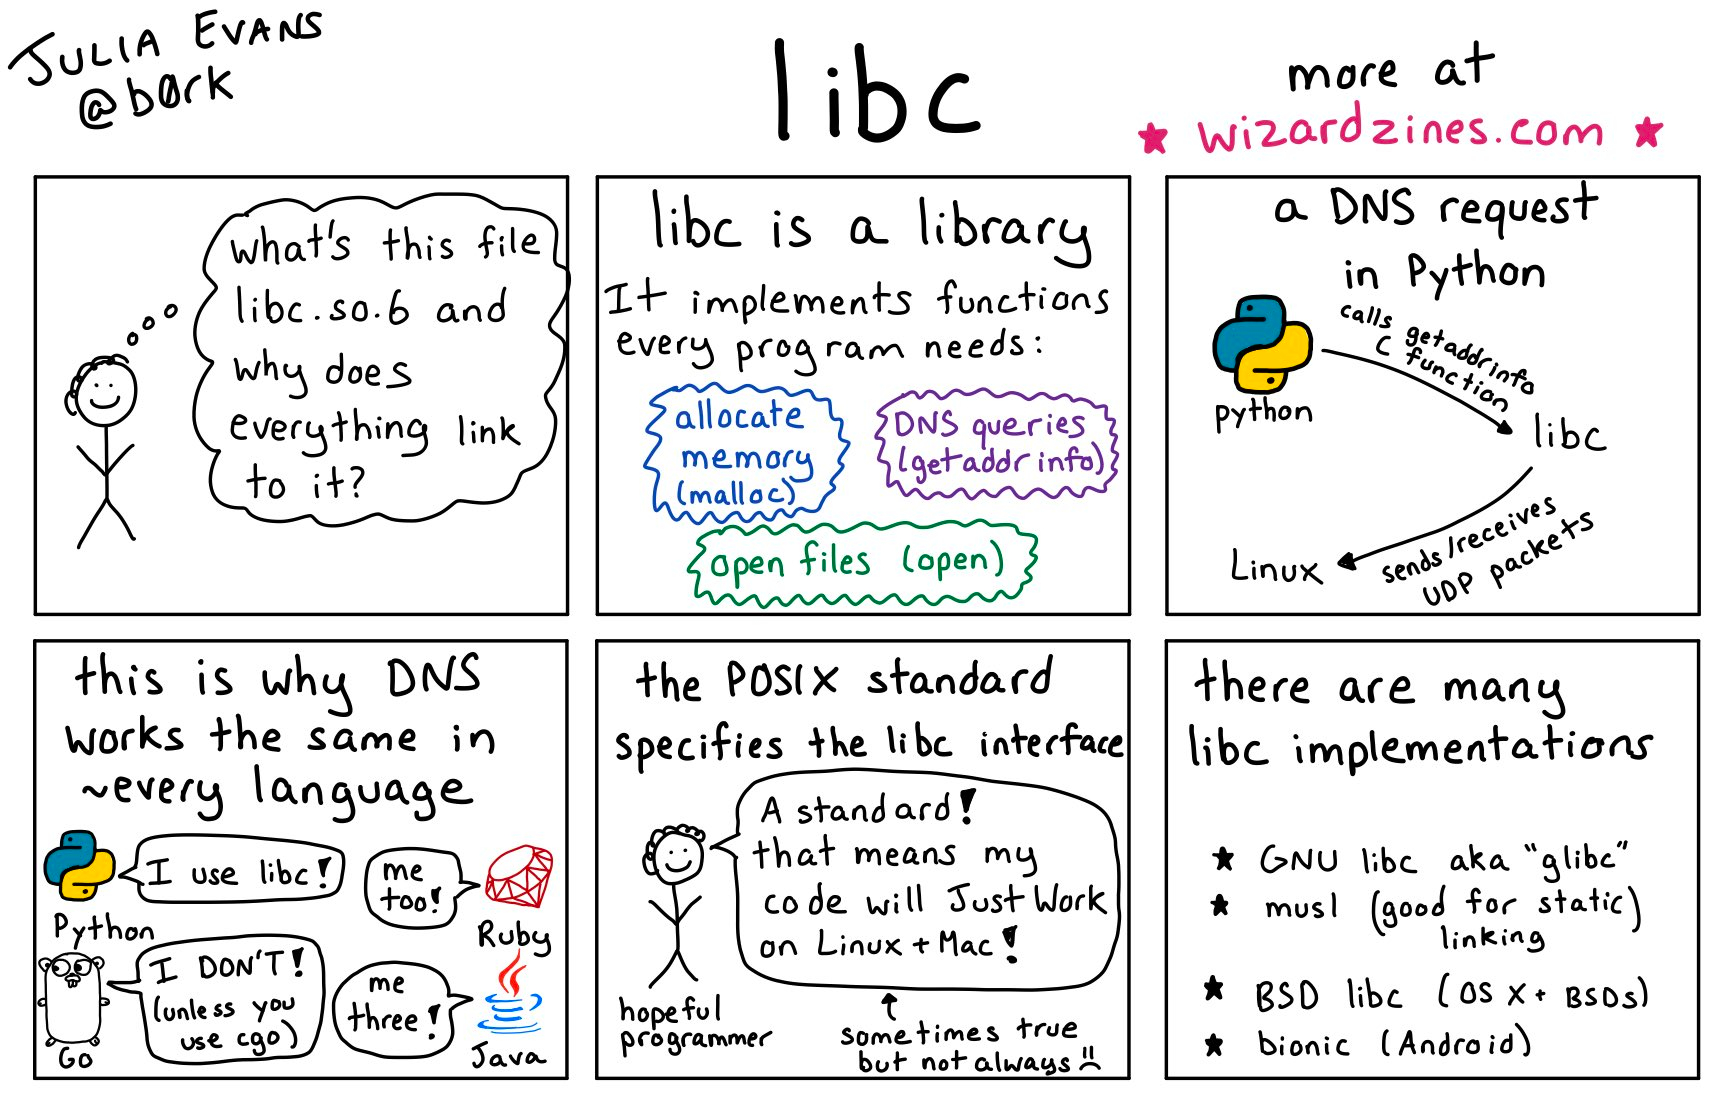 JULIA EVANS
@b0rk
libc
more at
★ wizardzines.com ★
what's this file
libc.so.6 and
why does
everything link
to it?
libc is a library
It implements functions
every program needs:
allocate
memory
(malloc)
DNS queries
(getaddrinfo)
open files (open)
a DNS request
in Python
calls getaddrinfo
C function
python
libc
sends/receives
UDP packets
Linux
this is why DNS
works the same in
~every language
I use libc!
Python
me
too!
Ruby
I DON'T!
(unless you
use cgo)
Go
me
three!
Java
the POSIX standard
specifies the libc interface
A standard!
that means my
code will Just Work
on Linux + Mac!
hopeful
programmer
sometimes true
but not always :(
there are many
libc implementations
★ GNU libc aka "glibc"
★ musl (good for static)
linking
★ BSD libc (OS X + BSDs)
★ bionic (Android)